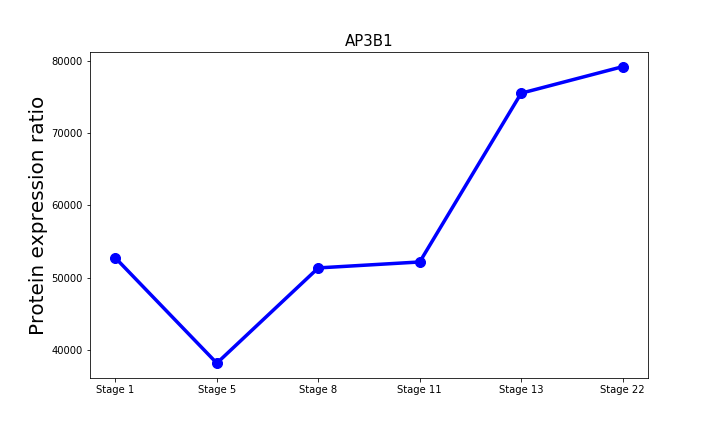 AP3B1
Protein expression ratio
80000
70000
60000
50000
40000
Stage 1
Stage 5
Stage 8
Stage 11
Stage 13
Stage 22